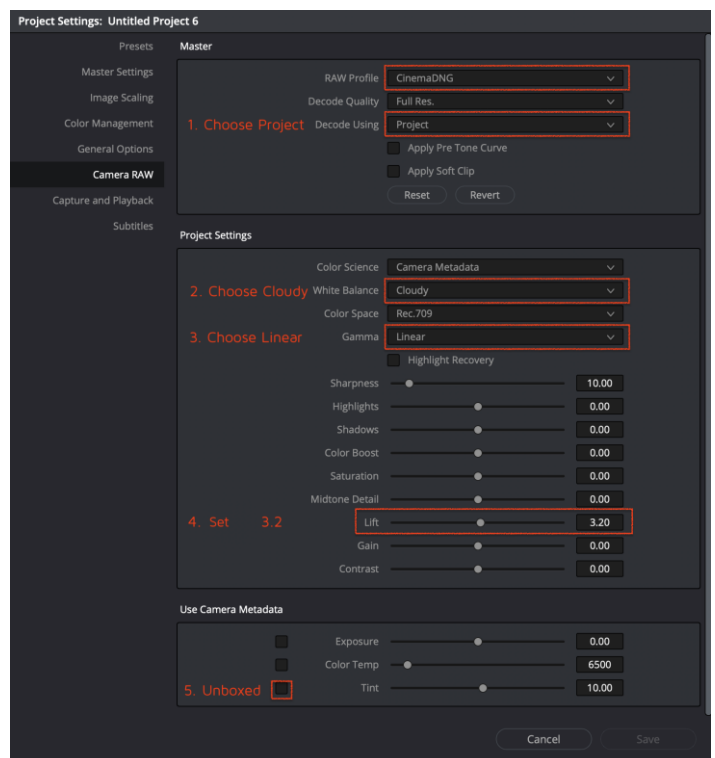 Project Settings: Untitled Project 6
Presets
Master Settings
Image Scaling
Color Management
General Options
Camera RAW
Capture and Playback
Subtitles
Master
RAW Profile CinemaDNG
Decode Quality Full Res.
1. Choose Project Decode Using Project
Apply Pre Tone Curve
Apply Soft Clip
Reset Revert
Project Settings
Color Science Camera Metadata
2. Choose Cloudy White Balance Cloudy
Color Space Rec.709
3. Choose Linear Gamma Linear
Highlight Recovery
Sharpness 10.00
Highlights 0.00
Shadows 0.00
Color Boost 0.00
Saturation 0.00
Midtone Detail 0.00
4. Set 3.2 Lift 3.20
Gain 0.00
Contrast 0.00
Use Camera Metadata
Exposure 0.00
Color Temp 6500
5. Unboxed Tint 10.00
Cancel Save